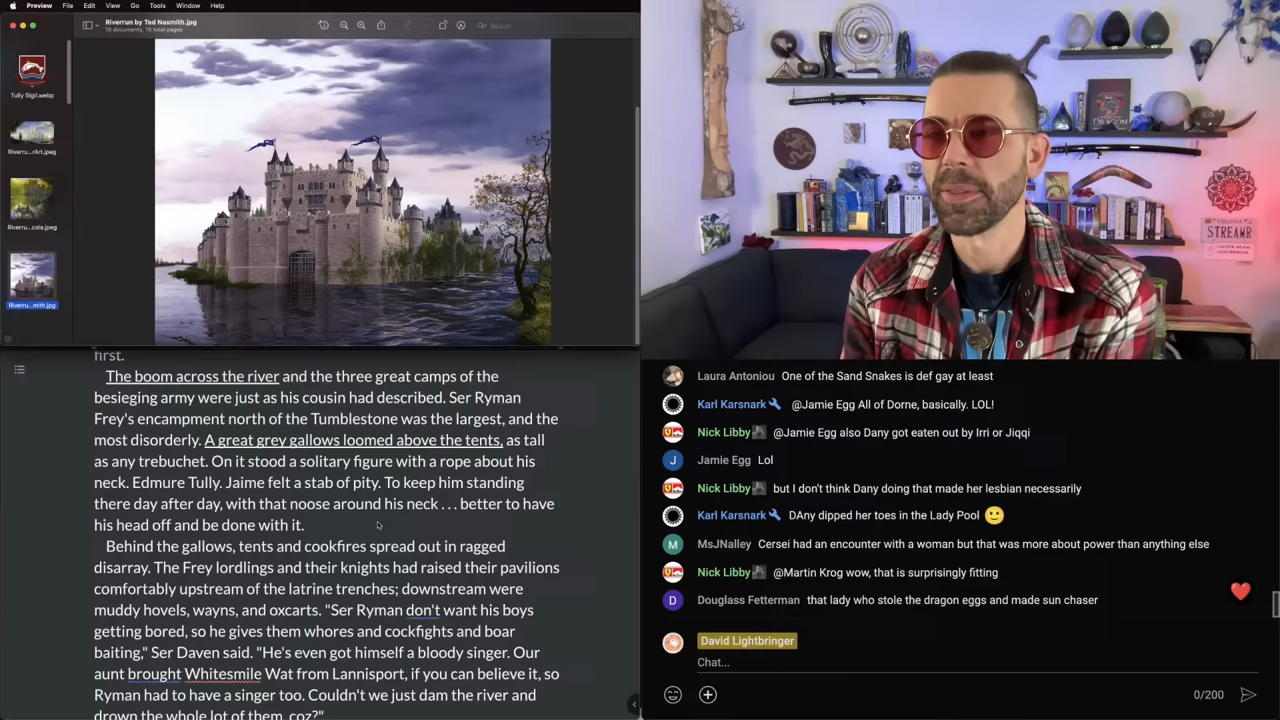 Preview File Edit View Go Tools Window Help
Riverrun by Ted Nasmith.jpg
16 documents, 16 total pages
Search
Tully Sigil.webp
Riverru...rArt.jpeg
Riverru...cola.jpeg
Riverru...mith.jpg
STREAMR
DRAGON
first.
The boom across the river and the three great camps of the
besieging army were just as his cousin had described. Ser Ryman
Frey's encampment north of the Tumblestone was the largest, and the
most disorderly. A great grey gallows loomed above the tents, as tall
as any trebuchet. On it stood a solitary figure with a rope about his
neck. Edmure Tully. Jaime felt a stab of pity. To keep him standing
there day after day, with that noose around his neck . . . better to have
his head off and be done with it.
Behind the gallows, tents and cookfires spread out in ragged
disarray. The Frey lordlings and their knights had raised their pavilions
comfortably upstream of the latrine trenches; downstream were
muddy hovels, wayns, and oxcarts. "Ser Ryman don't want his boys
getting bored, so he gives them whores and cockfights and boar
baiting," Ser Daven said. "He's even got himself a bloody singer. Our
aunt brought Whitesmile Wat from Lannisport, if you can believe it, so
Ryman had to have a singer too. Couldn't we just dam the river and
drown the whole lot of them, coz?"
Laura Antoniou One of the Sand Snakes is def gay at least
Karl Karsnark @Jamie Egg All of Dorne, basically. LOL!
Nick Libby @Jamie Egg also Dany got eaten out by Irri or Jiqqi
J Jamie Egg Lol
Nick Libby but I don't think Dany doing that made her lesbian necessarily
Karl Karsnark DAny dipped her toes in the Lady Pool
M MsJNalley Cersei had an encounter with a woman but that was more about power than anything else
Nick Libby @Martin Krog wow, that is surprisingly fitting
D Douglass Fetterman that lady who stole the dragon eggs and made sun chaser
David Lightbringer
Chat...
0/200